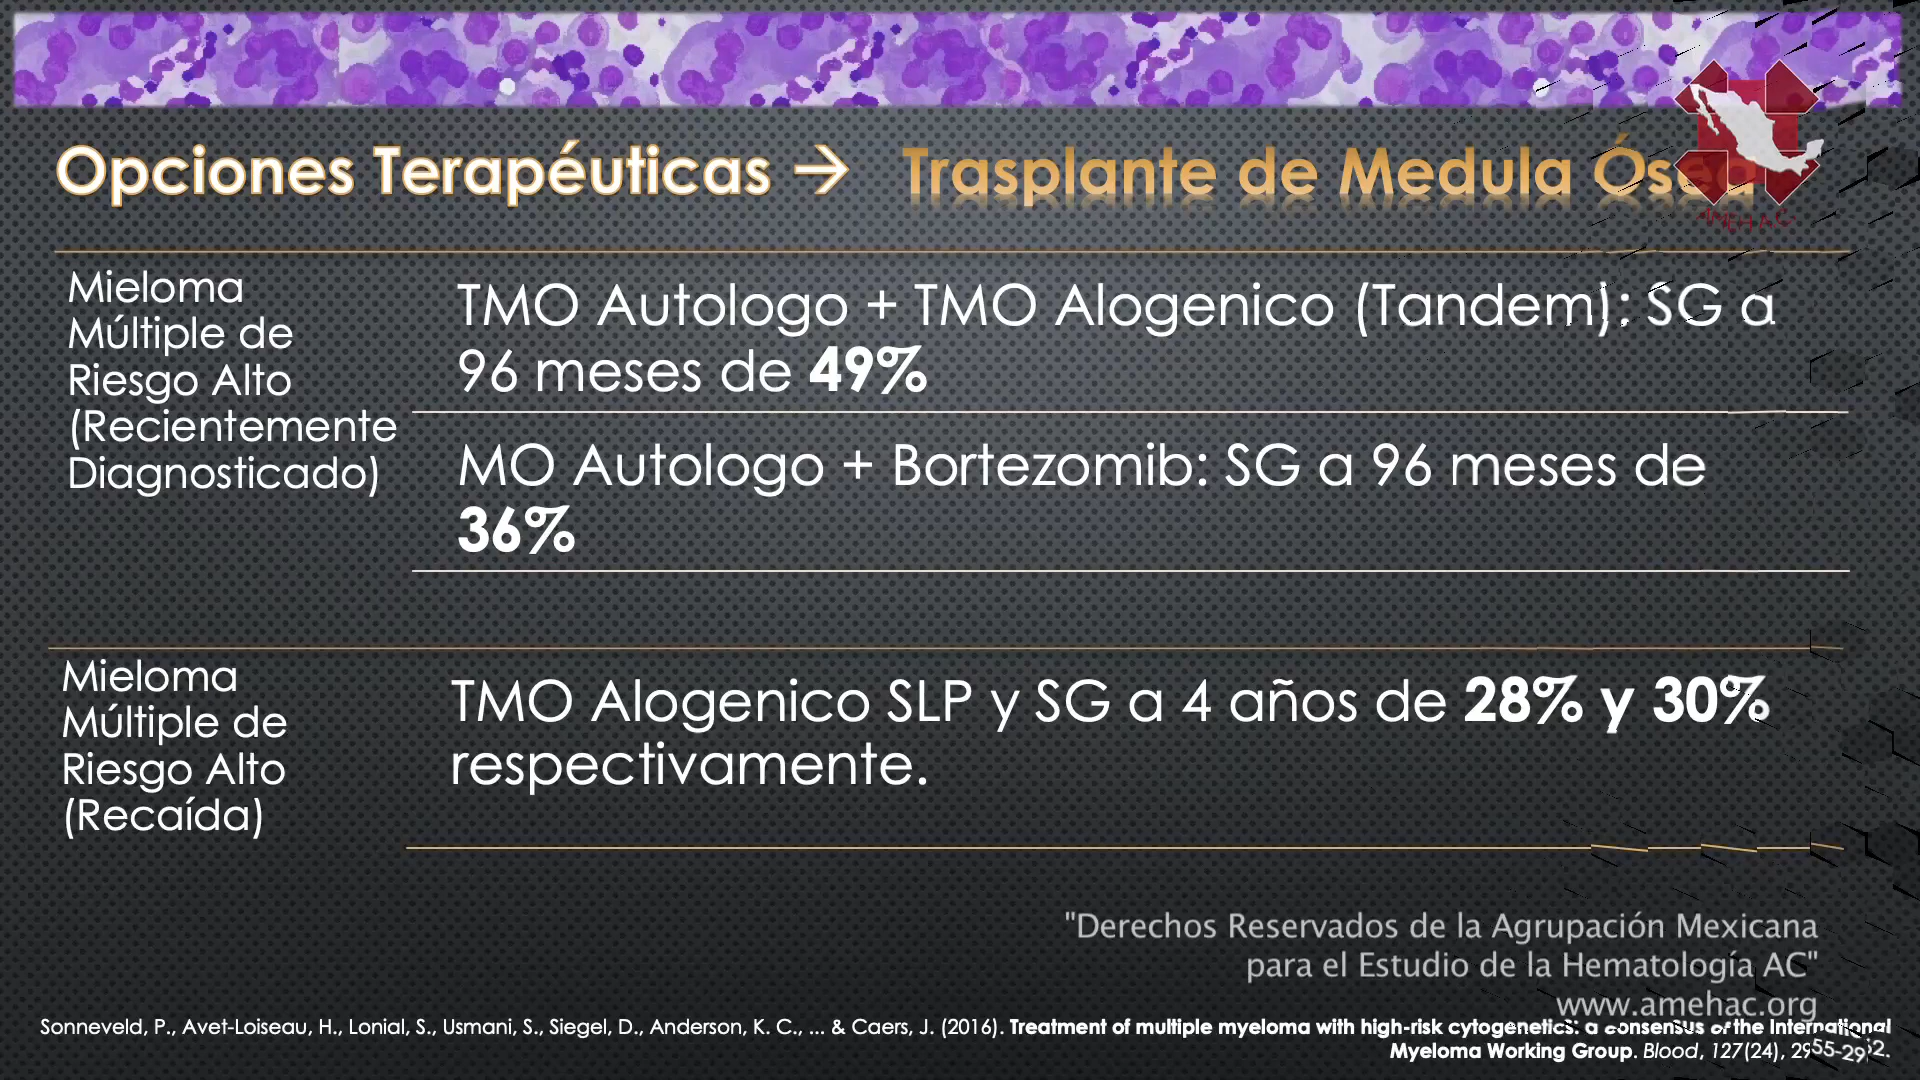 Opciones Terapéuticas → Trasplante de Medula Ósea
AMEH A.C.
Mieloma
Múltiple de
Riesgo Alto
(Recientemente
Diagnosticado)
TMO Autologo + TMO Alogenico (Tandem): SG a
96 meses de 49%
MO Autologo + Bortezomib: SG a 96 meses de
36%
Mieloma
Múltiple de
Riesgo Alto
(Recaída)
TMO Alogenico SLP y SG a 4 años de 28% y 30%
respectivamente.
"Derechos Reservados de la Agrupación Mexicana
para el Estudio de la Hematología AC"
www.amehac.org
Sonneveld, P., Avet-Loiseau, H., Lonial, S., Usmani, S., Siegel, D., Anderson, K. C., ... & Caers, J. (2016). Treatment of multiple myeloma with high-risk cytogenetics: a consensus of the International
Myeloma Working Group. Blood, 127(24), 2955-2962.